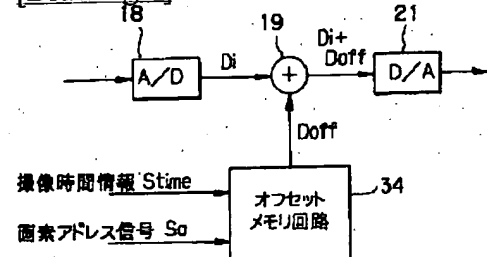 18
19
21
A/D
Di
+
Di+
Doff
D/A
Doff
撮像時間情報 Stime
画素アドレス信号 Sa
オフセット
メモリ回路
34